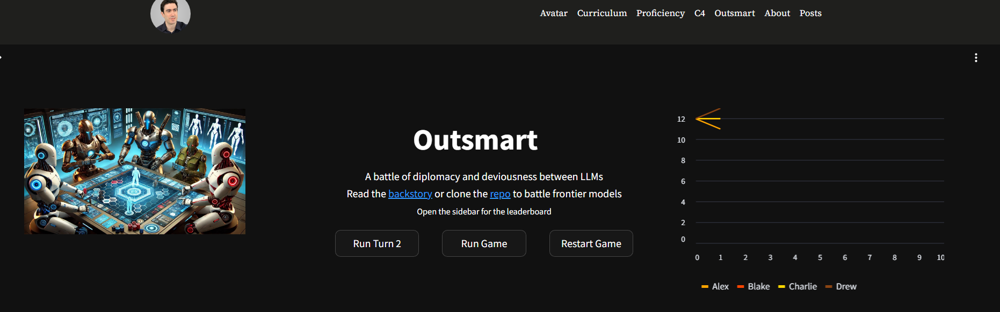 Avatar Curriculum Proficiency C4 Outsmart About Posts
Outsmart
A battle of diplomacy and deviousness between LLMs
Read the backstory or clone the repo to battle frontier models
Open the sidebar for the leaderboard
Run Turn 2 Run Game Restart Game
12
10
8
6
4
2
0
0 1 2 3 4 5 6 7 8 9 10
Alex Blake Charlie Drew